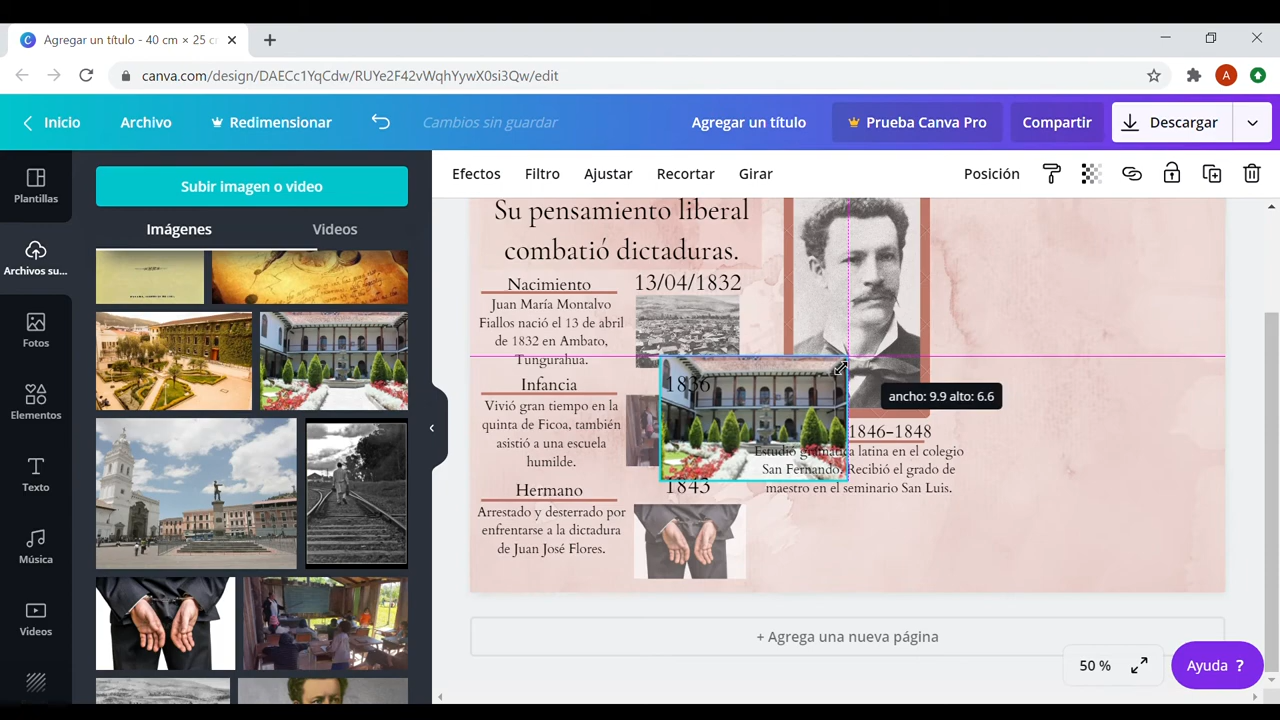 Agregar un título - 40 cm × 25 c
canva.com/design/DAECc1YqCdw/RUYe2F42vWqhYywX0si3Qw/edit
A
Inicio
Archivo
Redimensionar
Cambios sin guardar
Agregar un título
Prueba Canva Pro
Compartir
Descargar
Plantillas
Archivos su...
Fotos
Elementos
Texto
Música
Videos
Subir imagen o video
Imágenes
Videos
Efectos
Filtro
Ajustar
Recortar
Girar
Posición
Su pensamiento liberal
combatió dictaduras.
Nacimiento
13/04/1832
Juan María Montalvo
Fiallos nació el 13 de abril
de 1832 en Ambato,
Tungurahua.
Infancia
1836
Vivió gran tiempo en la
quinta de Ficoa, también
asistió a una escuela
humilde.
Hermano
1843
Arrestado y desterrado por
enfrentarse a la dictadura
de Juan José Flores.
ancho: 9.9 alto: 6.6
1846-1848
Estudió gramática latina en el colegio
San Fernando. Recibió el grado de
maestro en el seminario San Luis.
+ Agrega una nueva página
50 %
Ayuda ?